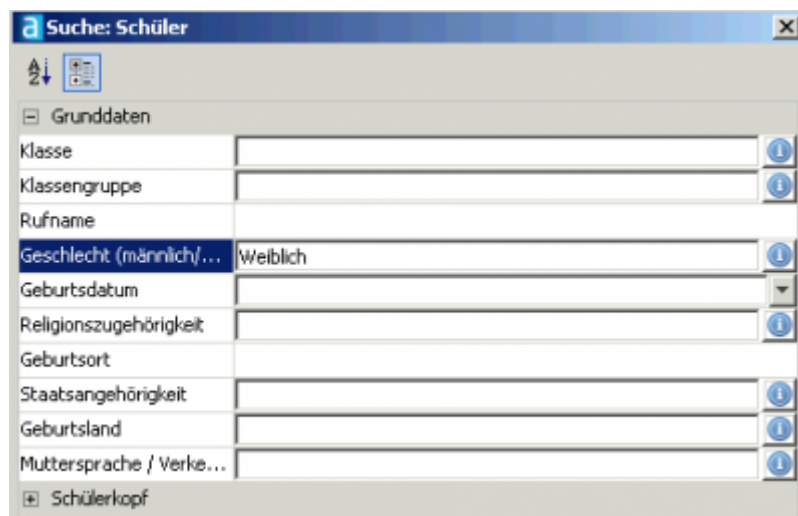 a Suche: Schüler
A Z
Grunddaten
Klasse
Klassengruppe
Rufname
Geschlecht (männlich/... Weiblich
Geburtsdatum
Religionszugehörigkeit
Geburtsort
Staatsangehörigkeit
Geburtsland
Muttersprache / Verke...
Schülerkopf